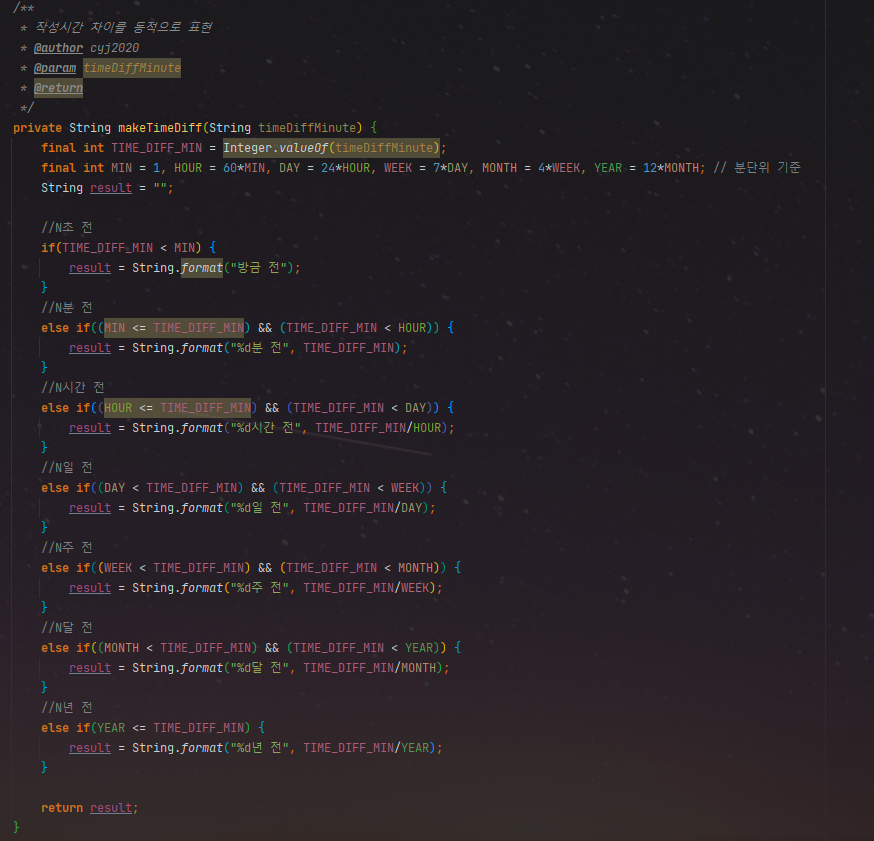 /**
 * 작성시간 차이를 동적으로 표현
 * @author cyj2020
 * @param timeDiffMinute
 * @return
 */
private String makeTimeDiff(String timeDiffMinute) {
    final int TIME_DIFF_MIN = Integer.valueOf(timeDiffMinute);
    final int MIN = 1, HOUR = 60*MIN, DAY = 24*HOUR, WEEK = 7*DAY, MONTH = 4*WEEK, YEAR = 12*MONTH; // 분단위 기준
    String result = "";
    //N초 전
    if(TIME_DIFF_MIN < MIN) {
        result = String.format("방금 전");
    }
    //N분 전
    else if((MIN <= TIME_DIFF_MIN) && (TIME_DIFF_MIN < HOUR)) {
        result = String.format("%d분 전", TIME_DIFF_MIN);
    }
    //N시간 전
    else if((HOUR <= TIME_DIFF_MIN) && (TIME_DIFF_MIN < DAY)) {
        result = String.format("%d시간 전", TIME_DIFF_MIN/HOUR);
    }
    //N일 전
    else if((DAY < TIME_DIFF_MIN) && (TIME_DIFF_MIN < WEEK)) {
        result = String.format("%d일 전", TIME_DIFF_MIN/DAY);
    }
    //N주 전
    else if((WEEK < TIME_DIFF_MIN) && (TIME_DIFF_MIN < MONTH)) {
        result = String.format("%d주 전", TIME_DIFF_MIN/WEEK);
    }
    //N달 전
    else if((MONTH < TIME_DIFF_MIN) && (TIME_DIFF_MIN < YEAR)) {
        result = String.format("%d달 전", TIME_DIFF_MIN/MONTH);
    }
    //N년 전
    else if(YEAR <= TIME_DIFF_MIN) {
        result = String.format("%d년 전", TIME_DIFF_MIN/YEAR);
    }
    return result;
}